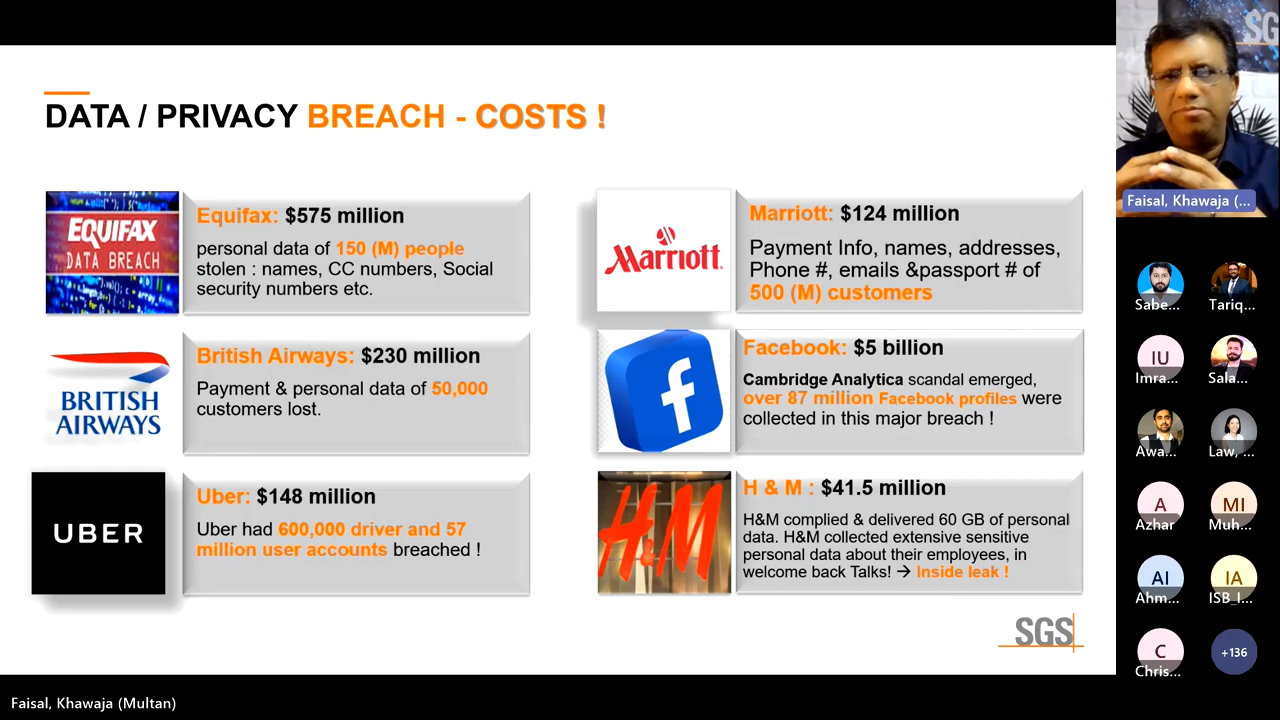 DATA / PRIVACY BREACH - COSTS !
EQUIFAX
DATA BREACH
Equifax: $575 million
personal data of 150 (M) people
stolen : names, CC numbers, Social
security numbers etc.
Marriott.
Marriott: $124 million
Payment Info, names, addresses,
Phone #, emails &passport # of
500 (M) customers
BRITISH
AIRWAYS
British Airways: $230 million
Payment & personal data of 50,000
customers lost.
f
Facebook: $5 billion
Cambridge Analytica scandal emerged,
over 87 million Facebook profiles were
collected in this major breach !
UBER
Uber: $148 million
Uber had 600,000 driver and 57
million user accounts breached !
H&M
H & M : $41.5 million
H&M complied & delivered 60 GB of personal
data. H&M collected extensive sensitive
personal data about their employees, in
welcome back Talks! → Inside leak !
SGS
Faisal, Khawaja (Multan)
SG
Faisal, Khawaja (...
Sabe...
Tariq...
IU
Imra...
Sala...
Awa...
Law, ...
A
Azhar
MI
Muh...
AI
Ahm...
IA
ISB_I...
C
Chris...
+136